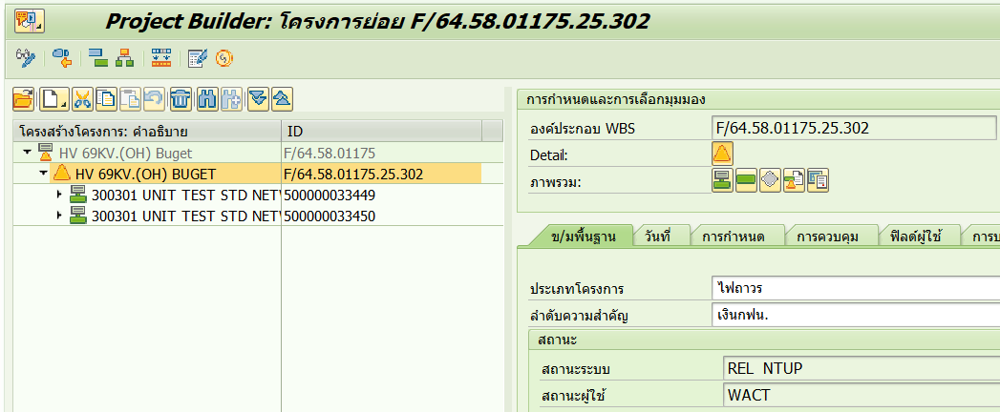 Project Builder: โครงการย่อย F/64.58.01175.25.302
โครงสร้างโครงการ: คำอธิบาย ID
HV 69KV.(OH) Buget F/64.58.01175
HV 69KV.(OH) BUGET F/64.58.01175.25.302
300301 UNIT TEST STD NET 500000033449
300301 UNIT TEST STD NET 500000033450
การกำหนดและการเลือกมุมมอง
องค์ประกอบ WBS F/64.58.01175.25.302
Detail:
ภาพรวม:
ข/มพื้นฐาน วันที่ การกำหนด การควบคุม ฟิลด์ผู้ใช้ การบ
ประเภทโครงการ ไฟถาวร
ลำดับความสำคัญ เงินกฟน.
สถานะ
สถานะระบบ REL NTUP
สถานะผู้ใช้ WACT